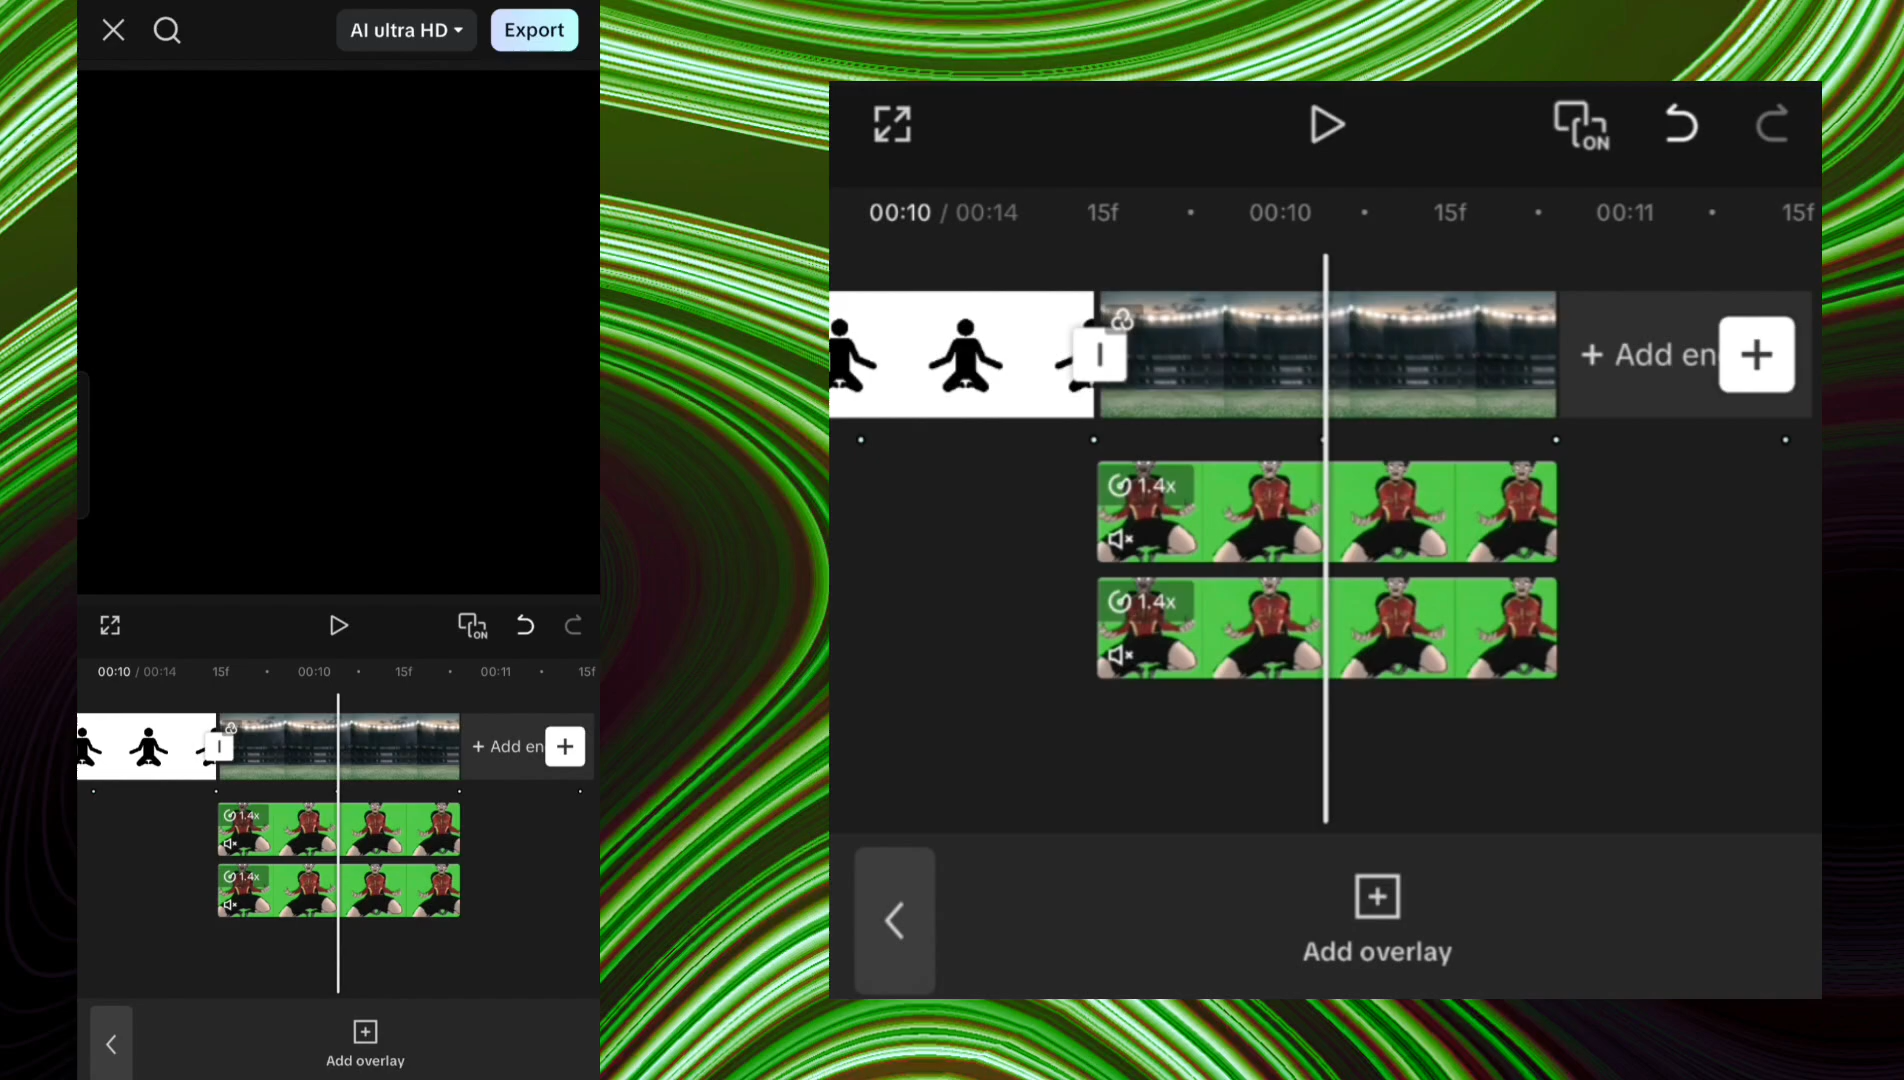 AI ultra HD
Export
ON
00:10 / 00:14 15f 00:10 15f 00:11 15f
+ Add en
1.4x
1.4x
Add overlay
ON
00:10 / 00:14 15f 00:10 15f 00:11 15f
+ Add en
1.4x
1.4x
Add overlay